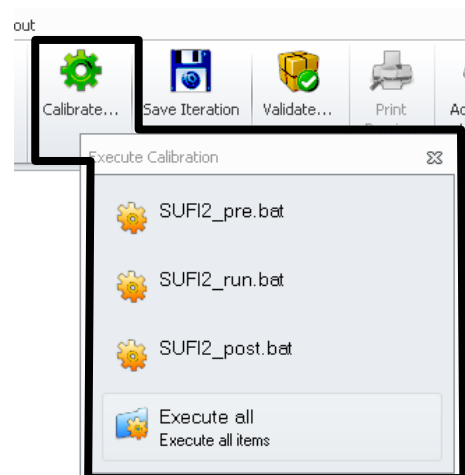 out
Calibrate... Save Iteration Validate... Print
Execute Calibration
SUFI2_pre.bat
SUFI2_run.bat
SUFI2_post.bat
Execute all
Execute all items